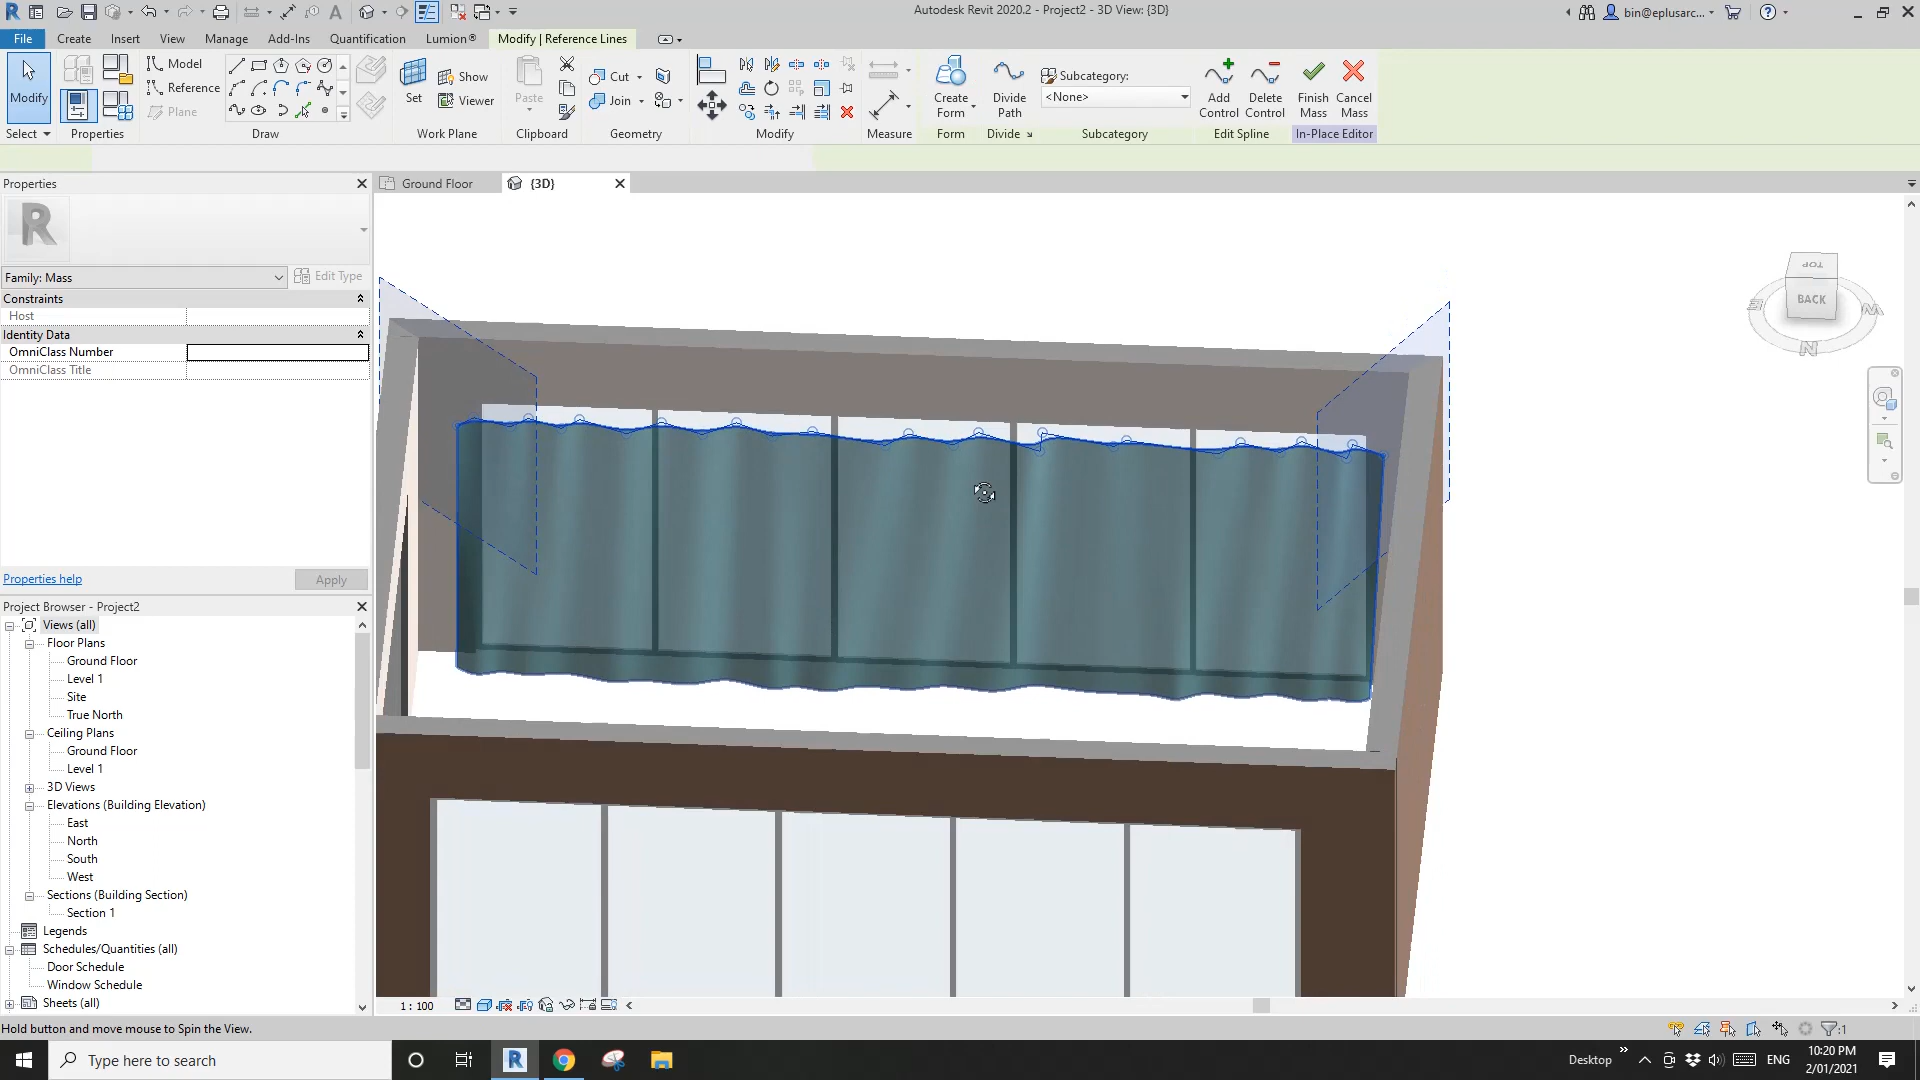 Autodesk Revit 2020.2 - Project2 - 3D View: {3D}
bin@eplusarc...
File Create Insert View Manage Add-Ins Quantification Lumion® Modify | Reference Lines
Modify
Select
Properties
Model
Reference
Plane
Draw
Set
Show
Viewer
Work Plane
Paste
Clipboard
Cut
Join
Geometry
Modify
Measure
Create
Form
Form
Divide
Path
Divide
Subcategory:
<None>
Subcategory
Add
Control
Delete
Control
Edit Spline
Finish
Mass
Cancel
Mass
In-Place Editor
Properties
Ground Floor
{3D}
R
Family: Mass
Edit Type
Constraints
Host
Identity Data
OmniClass Number
OmniClass Title
Properties help
Apply
TOP
BACK
N
Project Browser - Project2
Views (all)
Floor Plans
Ground Floor
Level 1
Site
True North
Ceiling Plans
Ground Floor
Level 1
3D Views
Elevations (Building Elevation)
East
North
South
West
Sections (Building Section)
Section 1
Legends
Schedules/Quantities (all)
Door Schedule
Window Schedule
Sheets (all)
1 : 100
Hold button and move mouse to Spin the View.
:1
Type here to search
Desktop
ENG
10:20 PM
2/01/2021